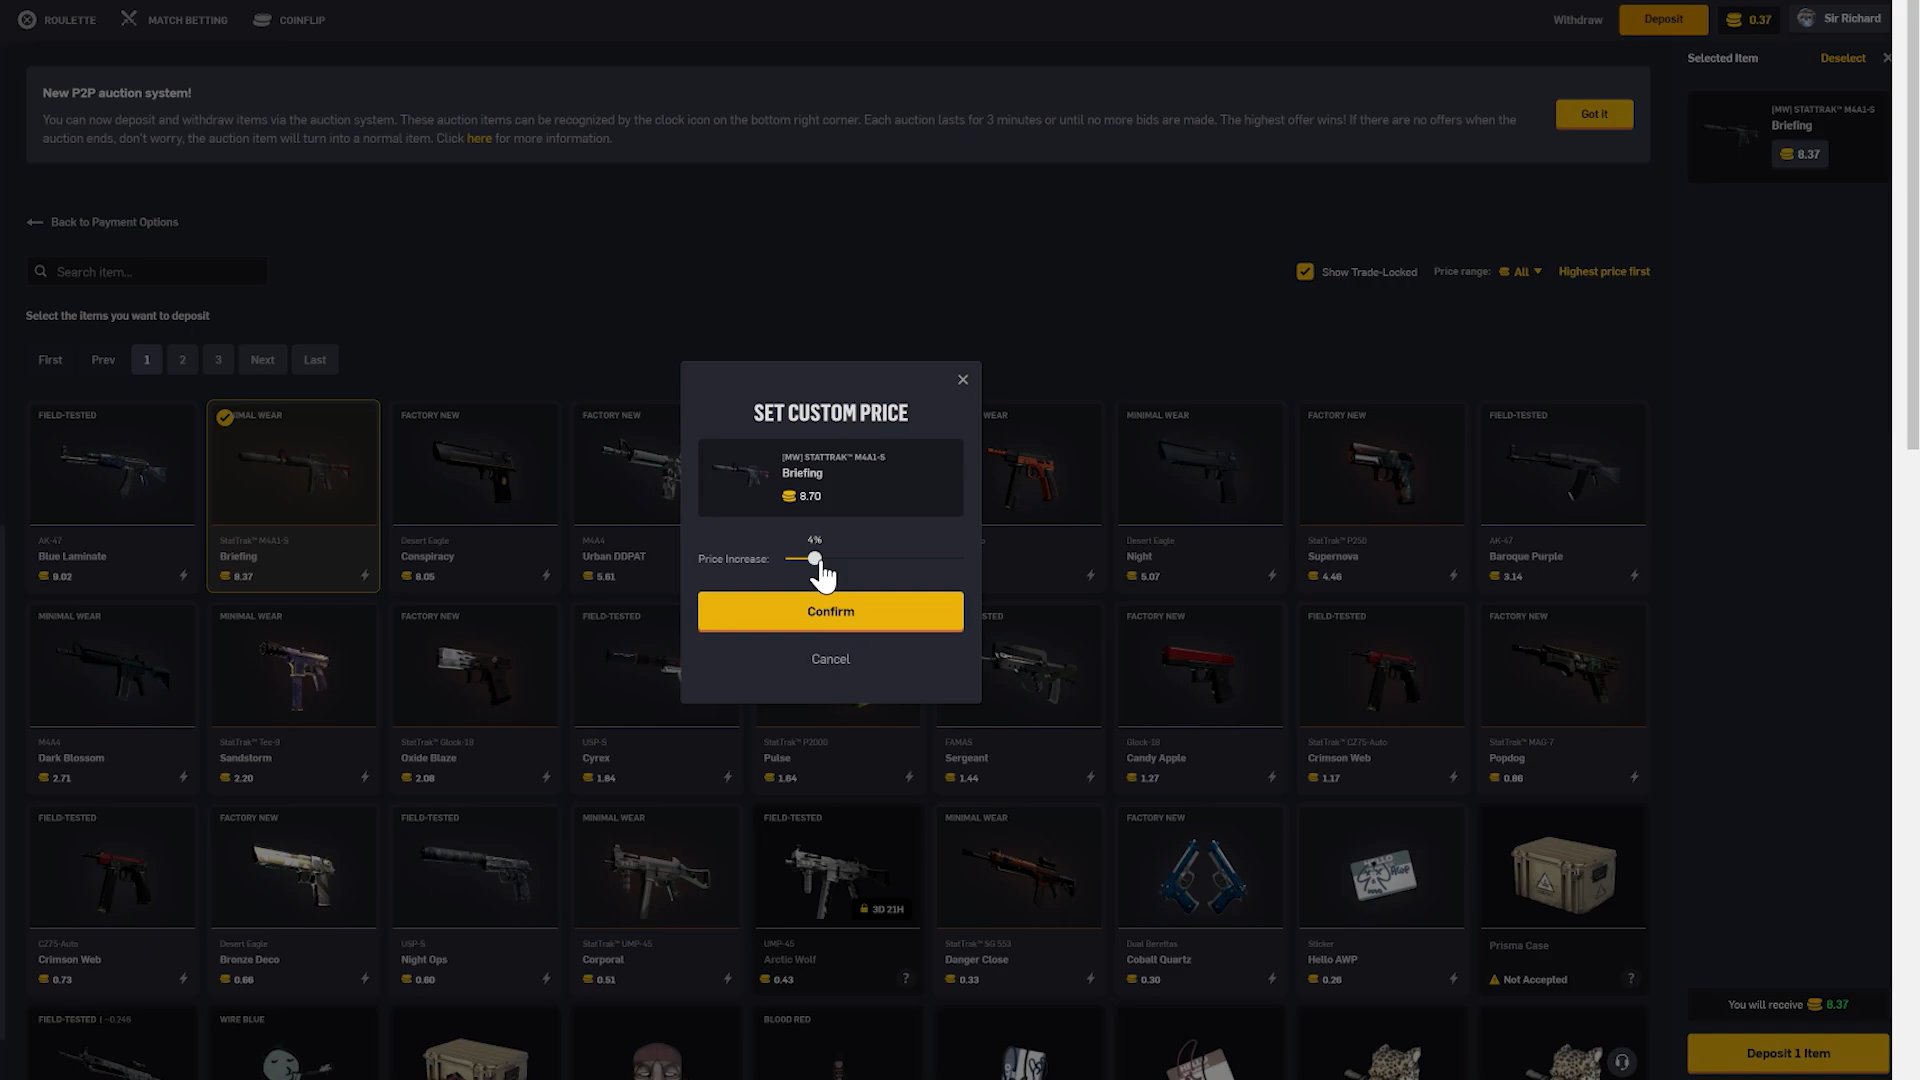 ROULETTE
MATCH BETTING
COINFLIP
Withdraw
Deposit
0.37
Sir Richard
New P2P auction system!
You can now deposit and withdraw items via the auction system. These auction items can be recognized by the clock icon on the bottom right corner. Each auction lasts for 3 minutes or until no more bids are made. The highest offer wins! If there are no offers when the
auction ends, don't worry, the auction item will turn into a normal item. Click here for more information.
Got it
Selected Item
Deselect
[MW] STATTRAK™ M4A1-S
Briefing
8.37
Back to Payment Options
Search item...
Show Trade-Locked
Price range:
All
Highest price first
Select the items you want to deposit
First
Prev
1
2
3
Next
Last
SET CUSTOM PRICE
[MW] STATTRAK™ M4A1-S
Briefing
8.70
4%
Price Increase:
Confirm
Cancel
FIELD-TESTED
AK-47
Blue Laminate
9.02
WEAR
StatTrak™ M4A1-S
Briefing
8.37
FACTORY NEW
Desert Eagle
Conspiracy
8.05
FACTORY NEW
M4A4
Urban DDPAT
5.61
WEAR
MINIMAL WEAR
Desert Eagle
Night
5.07
FACTORY NEW
StatTrak™ P250
Supernova
4.46
FIELD-TESTED
AK-47
Baroque Purple
3.14
MINIMAL WEAR
M4A4
Dark Blossom
2.71
MINIMAL WEAR
StatTrak™ Tec-9
Sandstorm
2.20
FACTORY NEW
StatTrak™ Glock-18
Oxide Blaze
2.08
FIELD-TESTED
USP-S
Cyrex
1.84
StatTrak™ P2000
Pulse
1.64
FAMAS
Sergeant
1.44
FACTORY NEW
Glock-18
Candy Apple
1.27
FIELD-TESTED
StatTrak™ CZ75-Auto
Crimson Web
1.17
FACTORY NEW
StatTrak™ MAG-7
Popdog
0.86
FIELD-TESTED
CZ75-Auto
Crimson Web
0.73
FACTORY NEW
Desert Eagle
Bronze Deco
0.66
FIELD-TESTED
USP-S
Night Ops
0.60
MINIMAL WEAR
StatTrak™ UMP-45
Corporal
0.51
FIELD-TESTED
3D 21H
UMP-45
Arctic Wolf
0.43
?
MINIMAL WEAR
StatTrak™ SG 553
Danger Close
0.33
FACTORY NEW
Dual Berettas
Cobalt Quartz
0.30
Sticker
Hello AWP
0.26
Prisma Case
Not Accepted
?
FIELD-TESTED | ~0.246
WIRE BLUE
BLOOD RED
You will receive 8.37
Deposit 1 Item